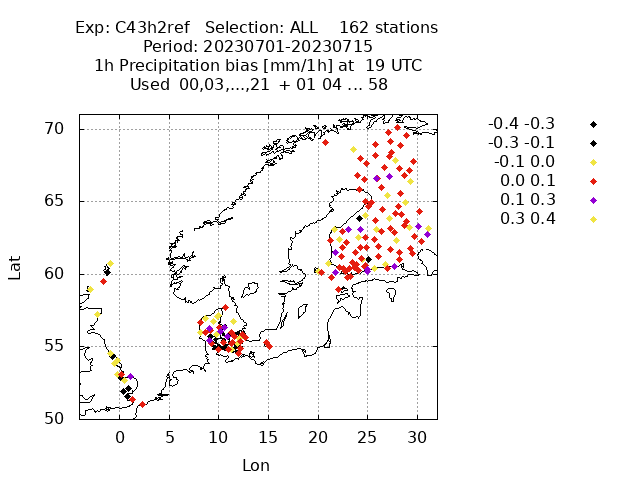 Exp: C43h2ref Selection: ALL 162 stations
Period: 20230701-20230715
1h Precipitation bias [mm/1h] at 19 UTC
Used 00,03,...,21 + 01 04 ... 58
-0.4 -0.3
-0.3 -0.1
-0.1 0.0
0.0 0.1
0.1 0.3
0.3 0.4
70
65
60
55
50
Lat
0 5 10 15 20 25 30
Lon